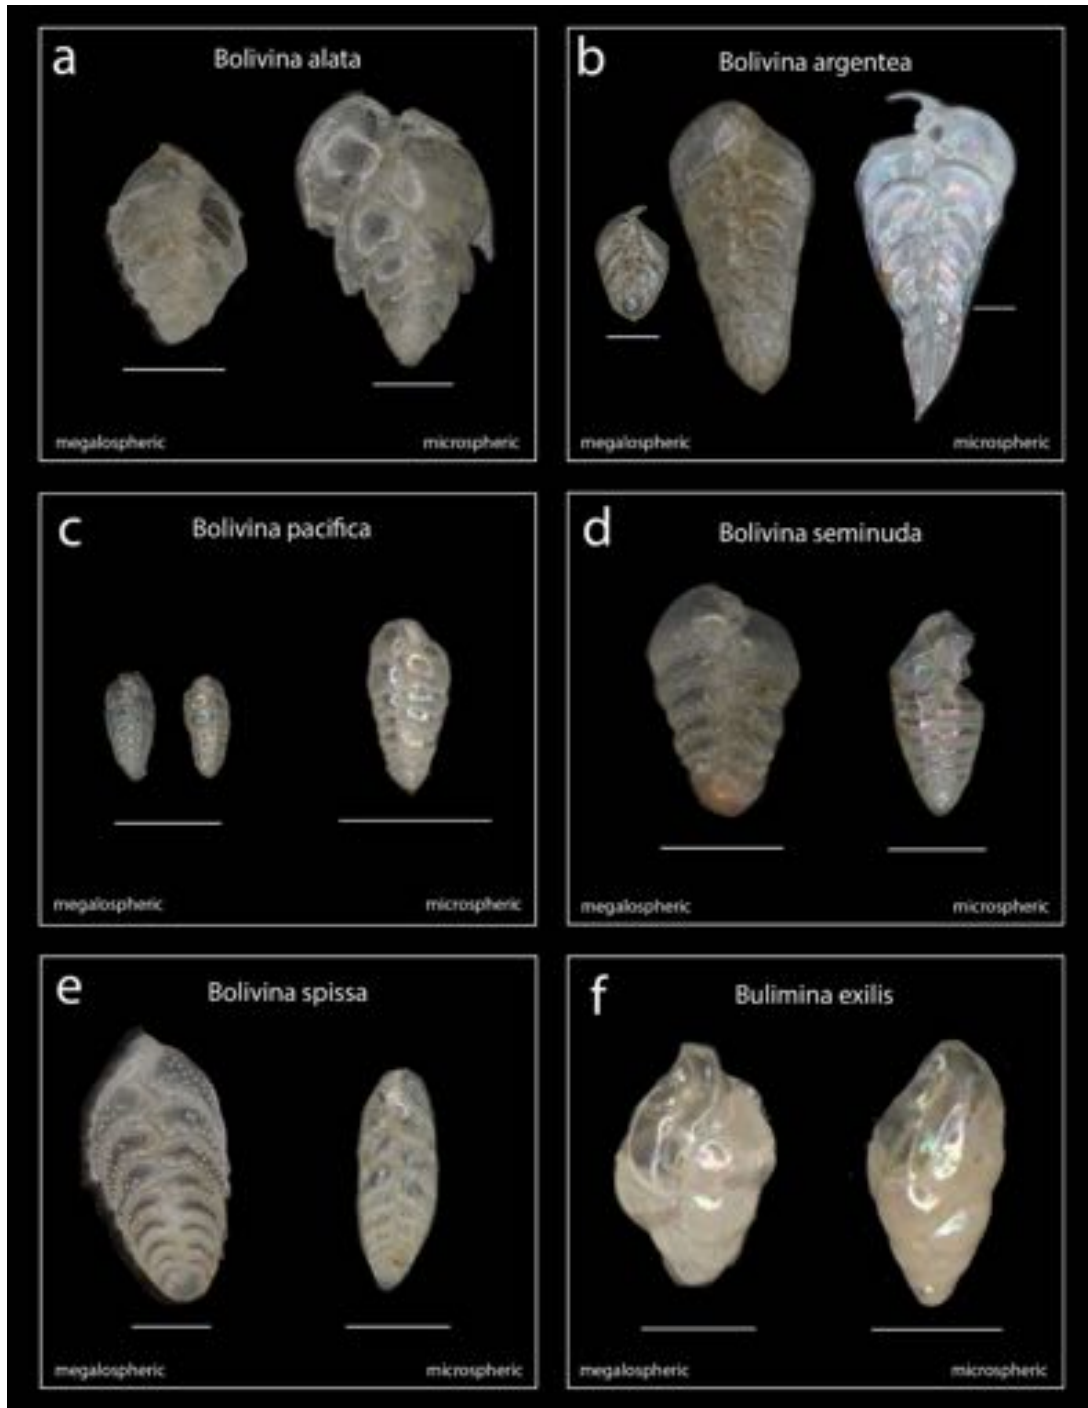 a
Bolivina alata
megalospheric
microspheric
b
Bolivina argentea
megalospheric
microspheric
c
Bolivina pacifica
megalospheric
microspheric
d
Bolivina seminuda
megalospheric
microspheric
e
Bolivina spissa
megalospheric
microspheric
f
Bulimina exilis
megalospheric
microspheric